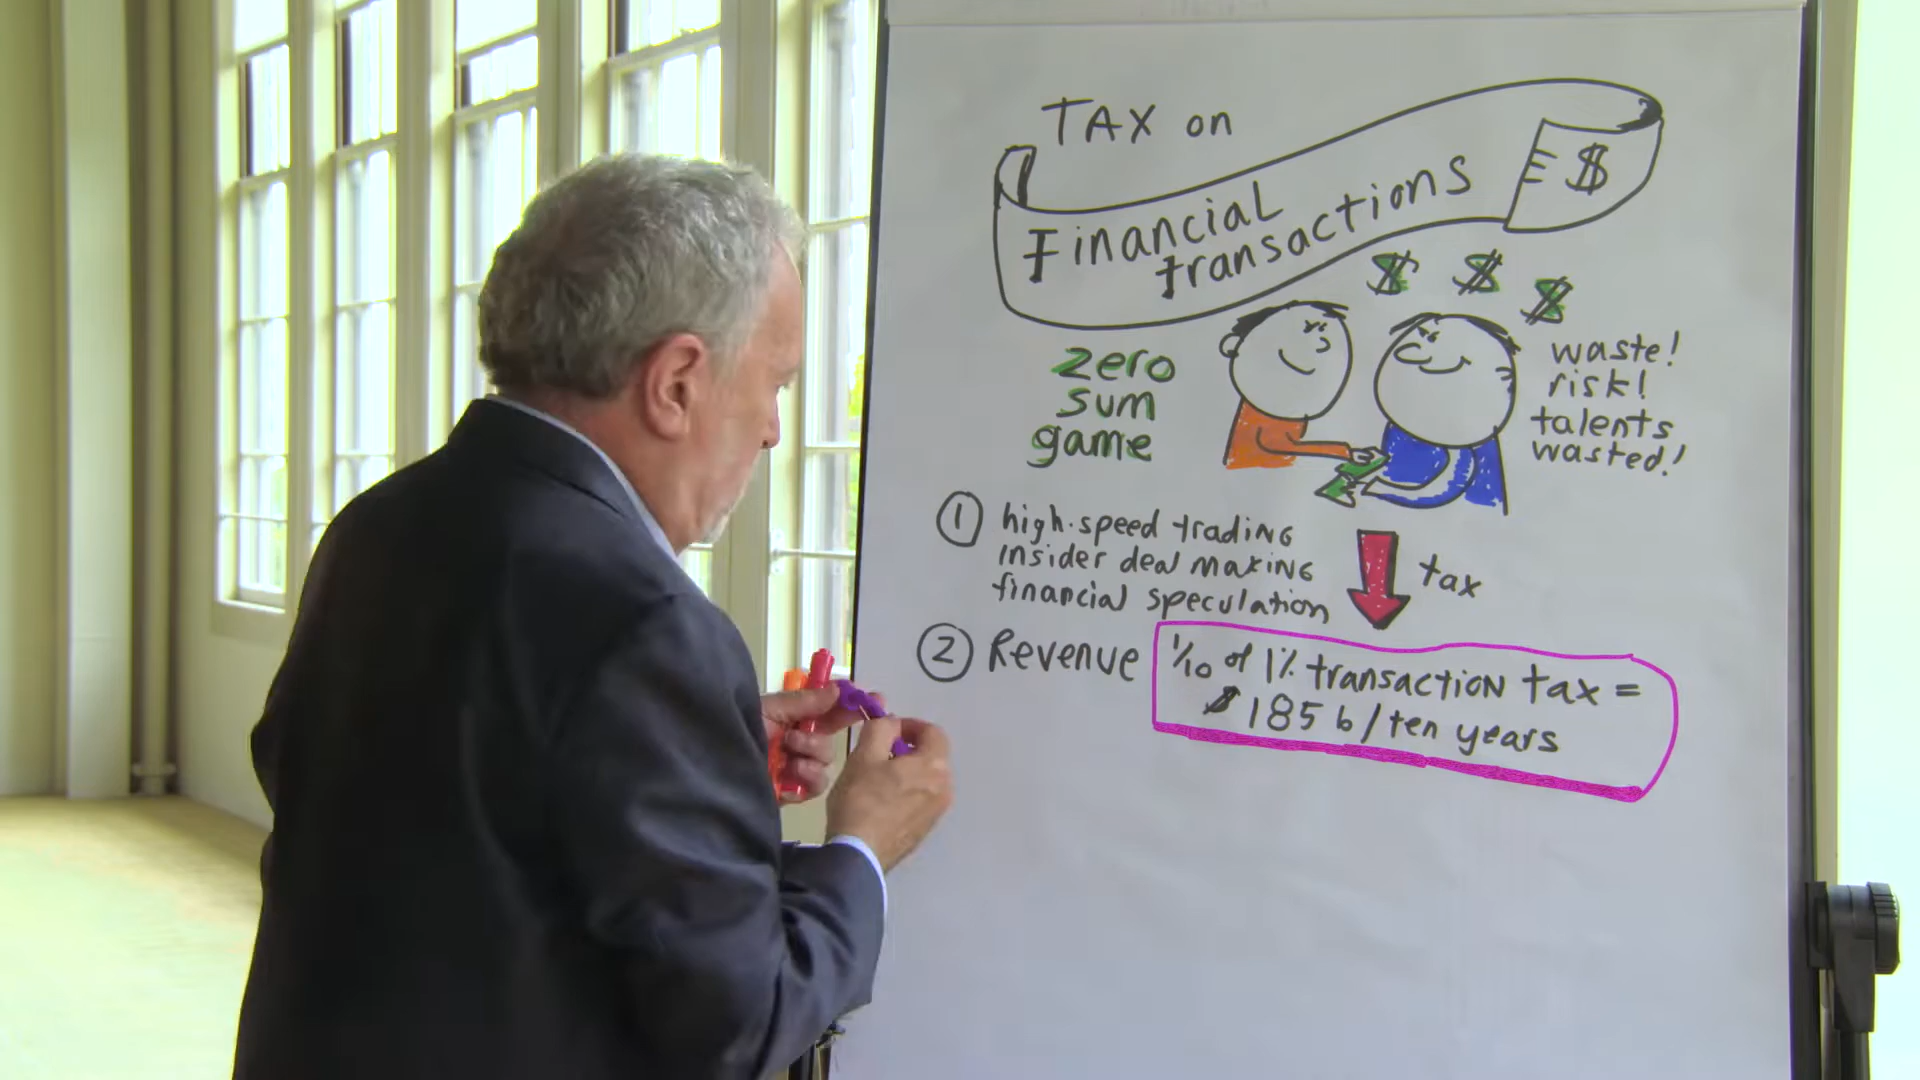 TAX on
Financial
transactions
$
$ $ $
zero
sum
game
waste!
risk!
talents
wasted!
1 high-speed trading
insider deal making
financial speculation
tax
2 Revenue
1/10 of 1% transaction tax =
$185 b/ten years